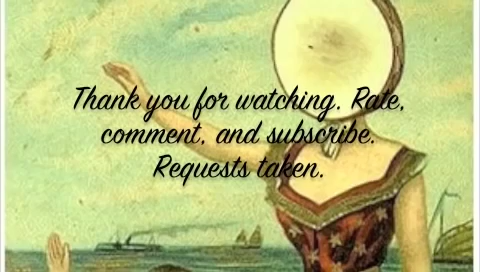 Thank you for watching. Rate,
comment, and subscribe.
Requests taken.